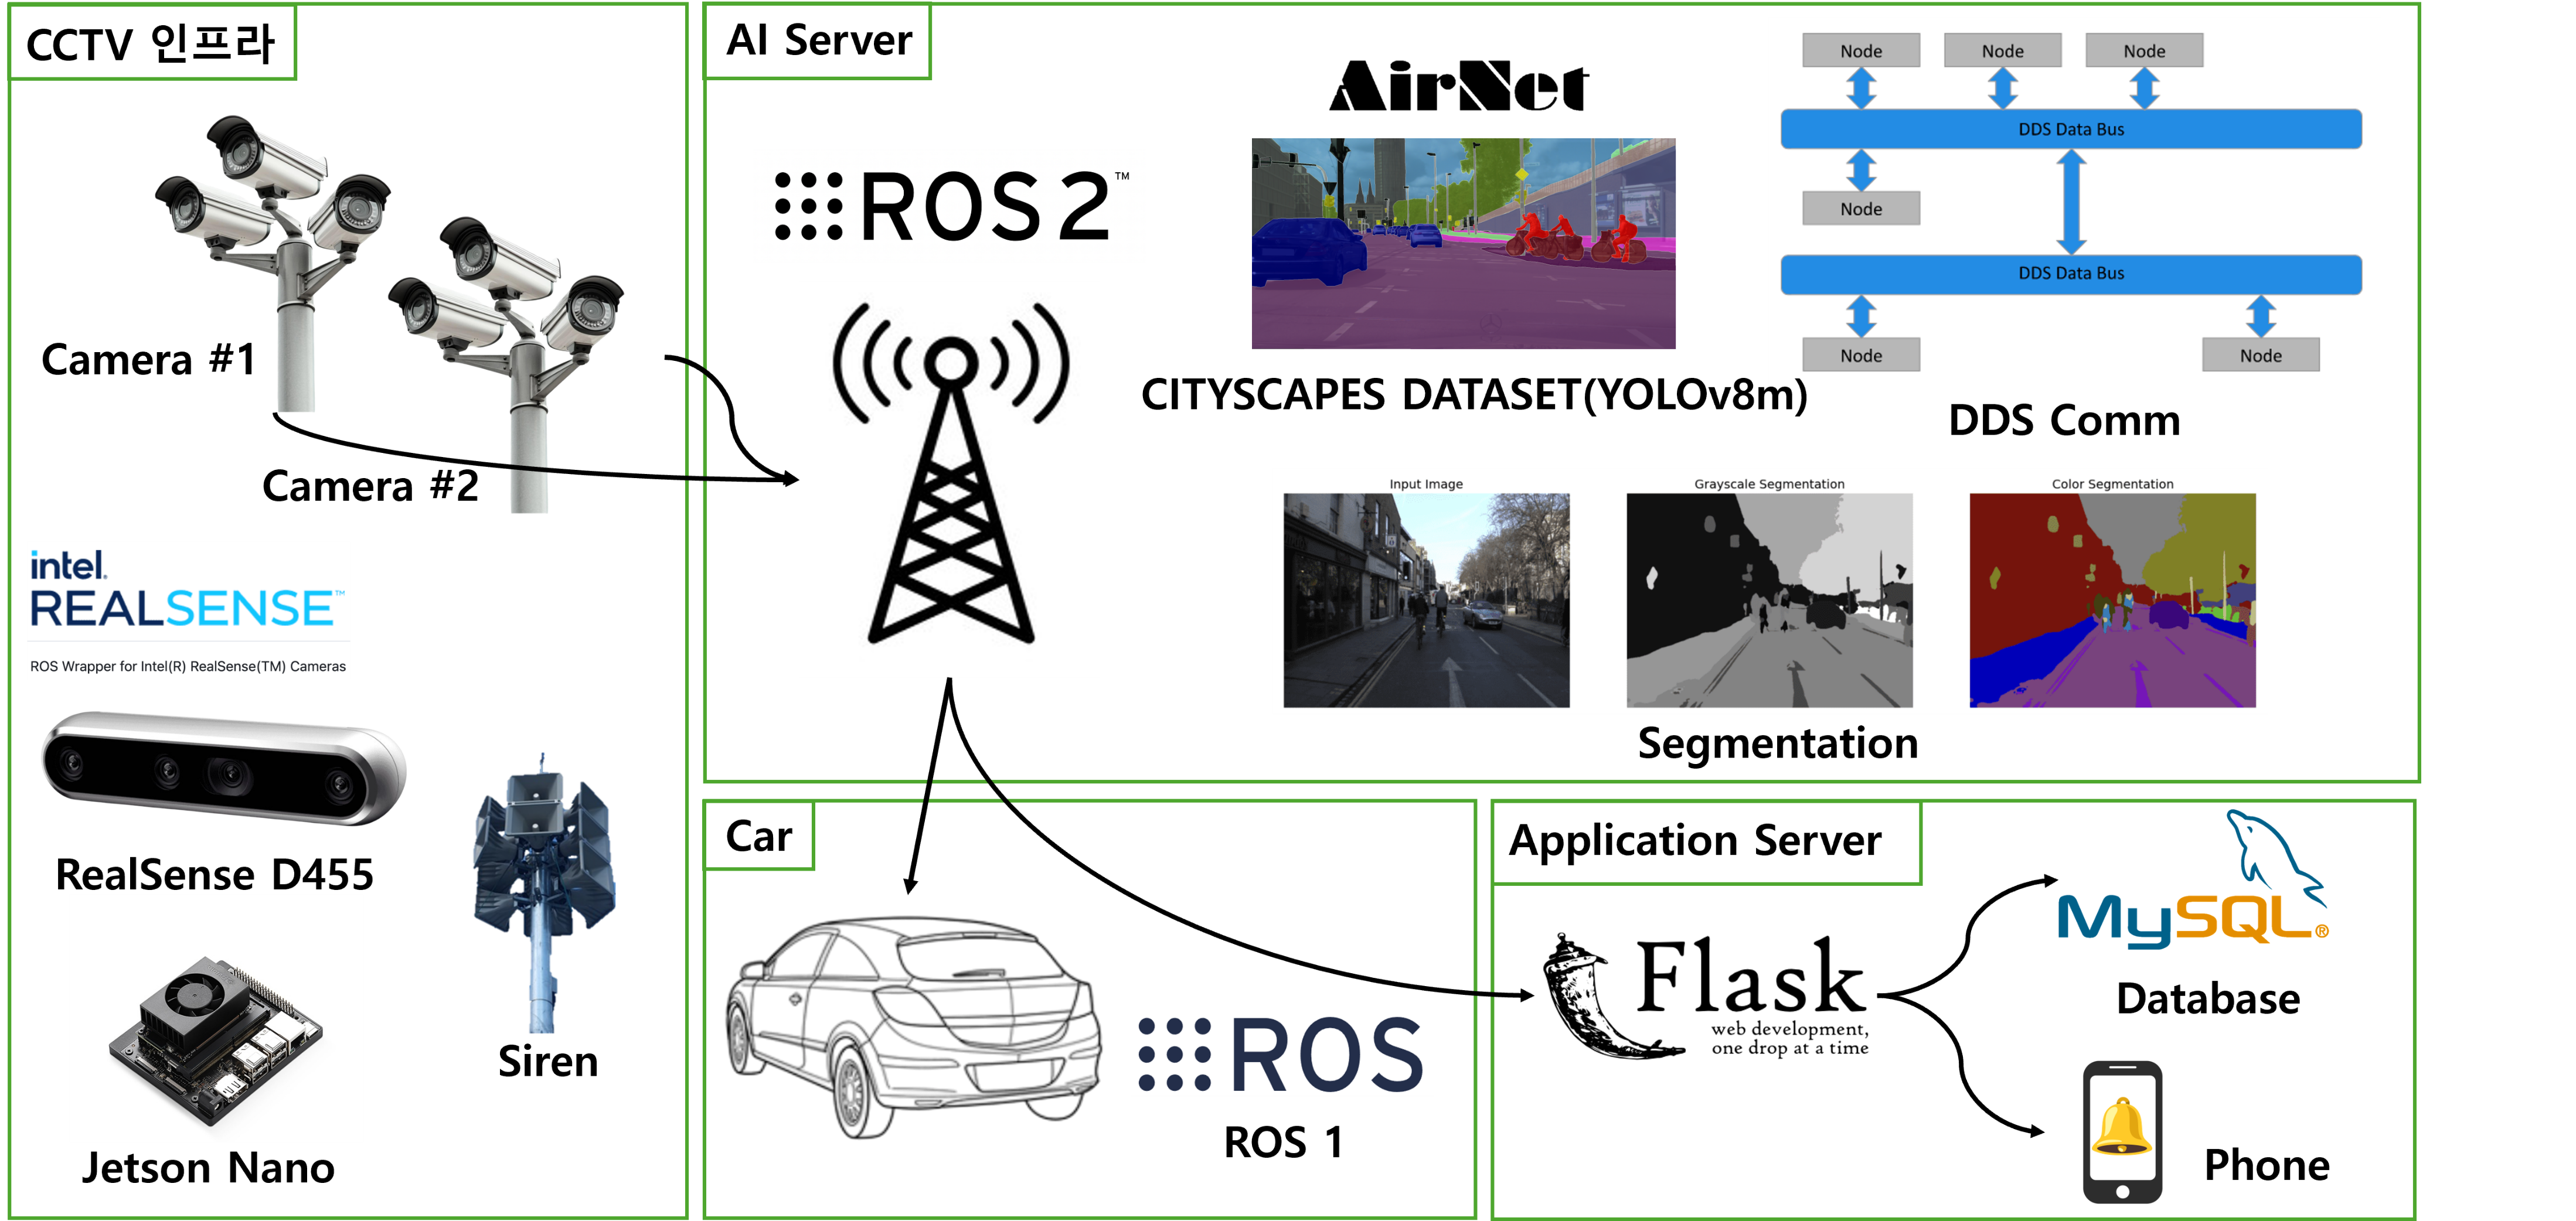 CCTV 인프라
Camera #1
Camera #2
intel.
REALSENSE™
ROS Wrapper for Intel(R) RealSense(TM) Cameras
RealSense D455
Siren
Jetson Nano
AI Server
ROS 2™
AirNet
CITYSCAPES DATASET(YOLOv8m)
Node
Node
Node
DDS Data Bus
Node
DDS Data Bus
Node
Node
DDS Comm
Input Image
Grayscale Segmentation
Color Segmentation
Segmentation
Car
ROS
ROS 1
Application Server
Flask
web development,
one drop at a time
MySQL®
Database
Phone